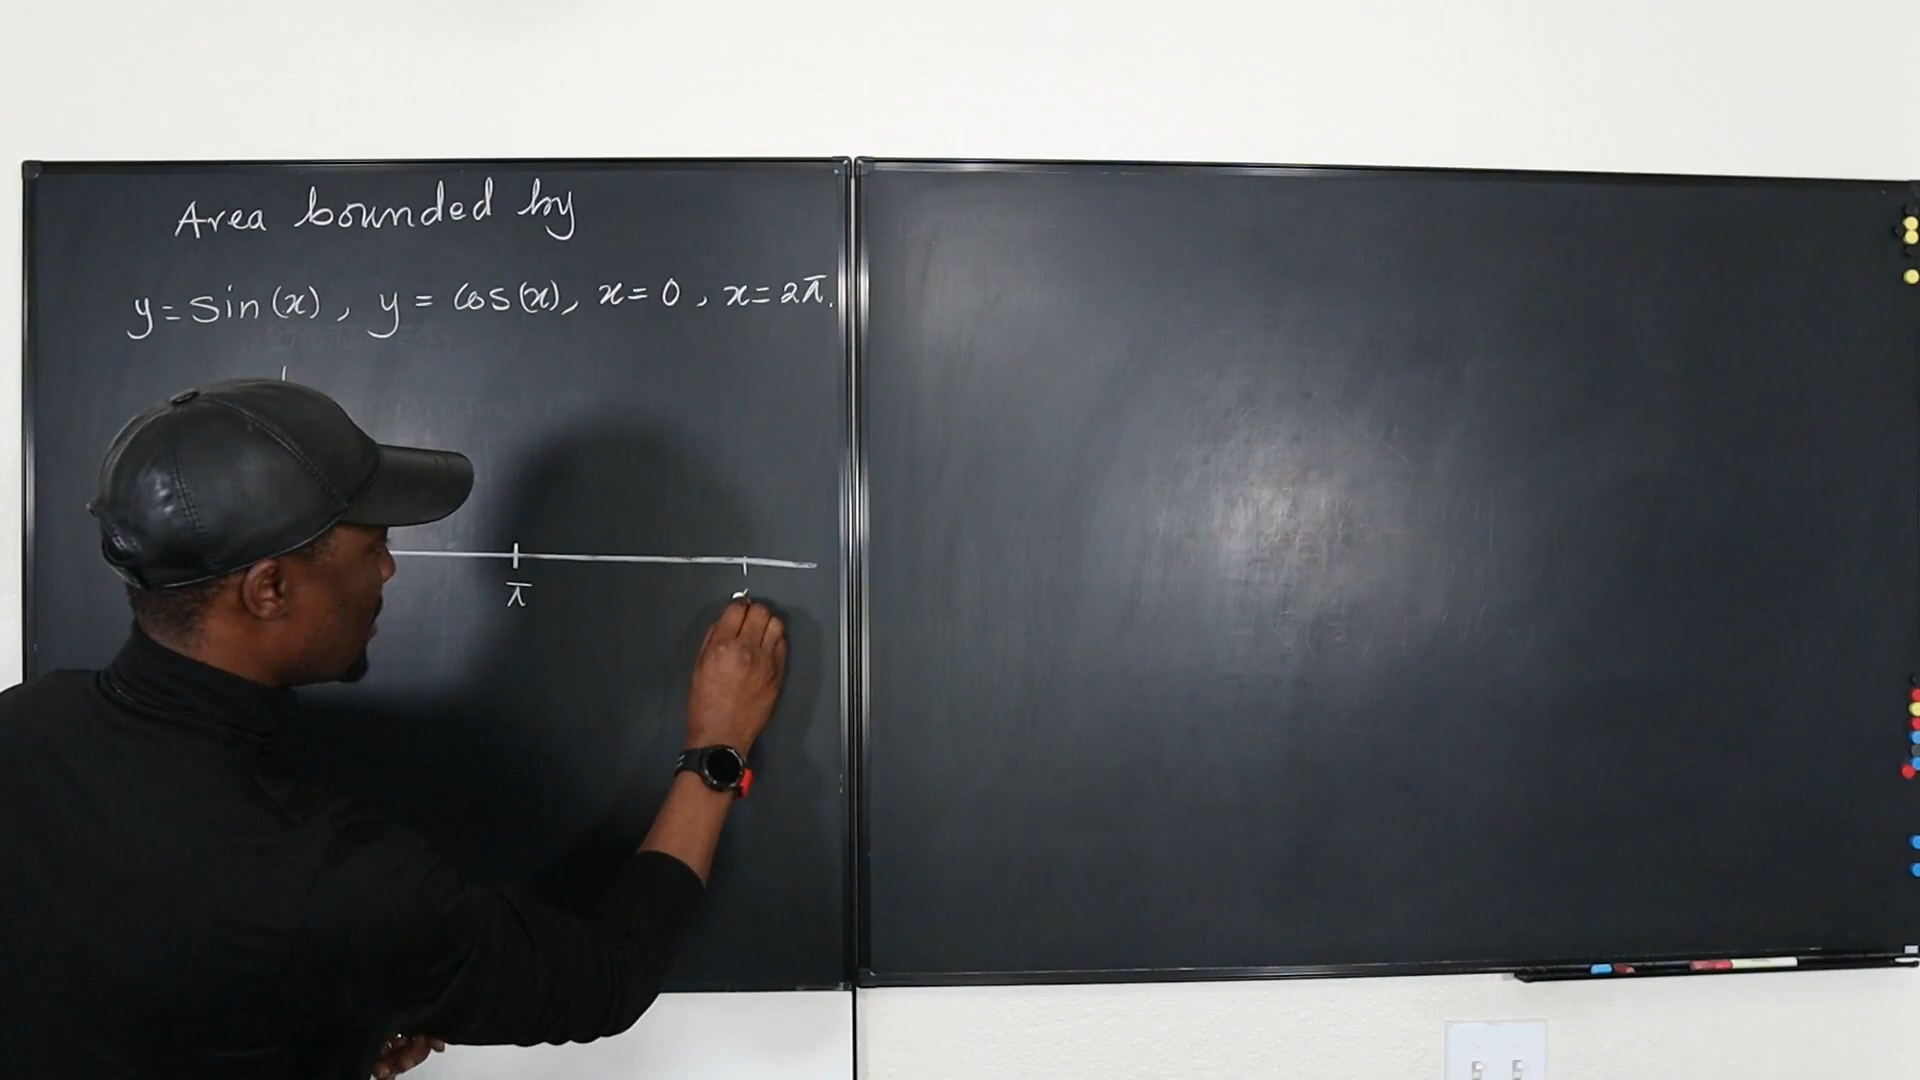 Area bounded by
y = sin(x), y = cos(x), x = 0, x = 2π.
π